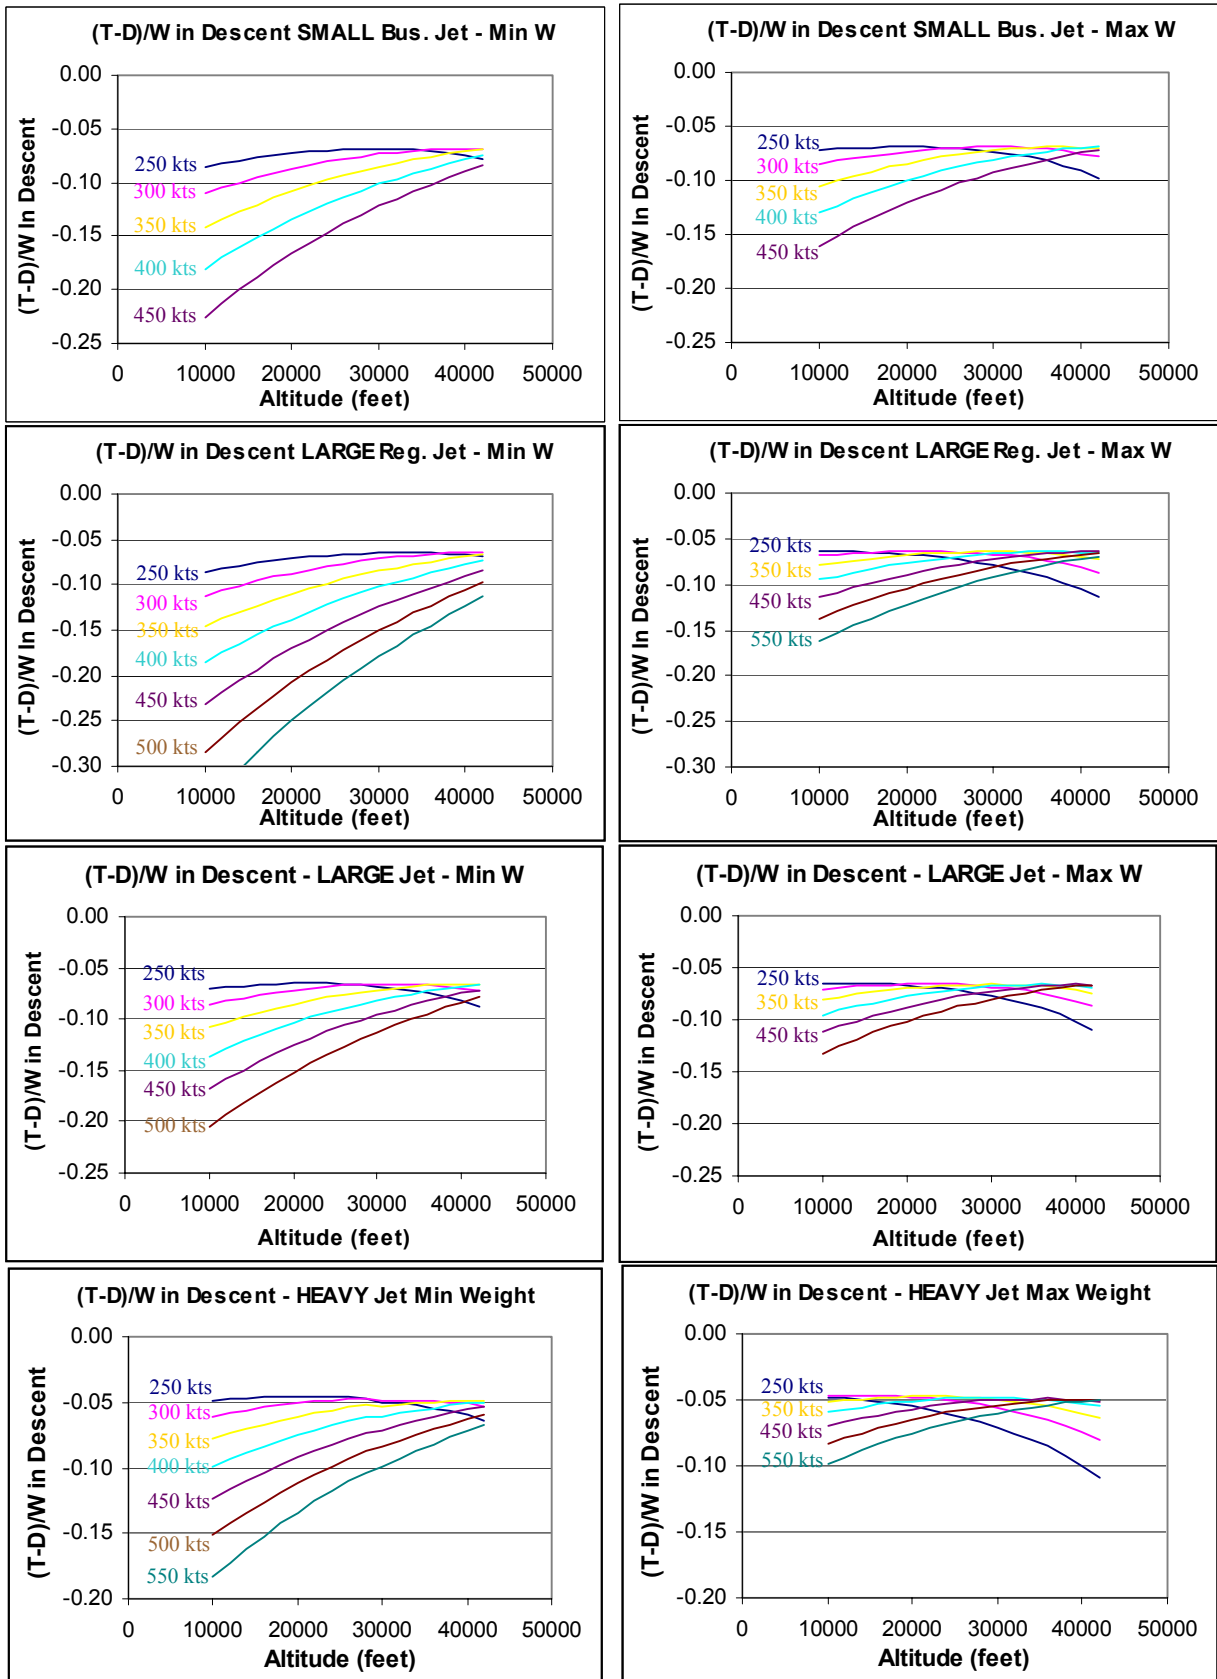 (T-D)/W in Descent SMALL Bus. Jet - Min W
(T-D)/W In Descent
0.00
-0.05
-0.10
-0.15
-0.20
-0.25
250 kts
300 kts
350 kts
400 kts
450 kts
0 10000 20000 30000 40000 50000
Altitude (feet)
(T-D)/W in Descent SMALL Bus. Jet - Max W
(T-D)/W In Descent
0.00
-0.05
-0.10
-0.15
-0.20
-0.25
250 kts
300 kts
350 kts
400 kts
450 kts
0 10000 20000 30000 40000 50000
Altitude (feet)
(T-D)/W in Descent LARGE Reg. Jet - Min W
(T-D)/W In Descent
0.00
-0.05
-0.10
-0.15
-0.20
-0.25
-0.30
250 kts
300 kts
350 kts
400 kts
450 kts
500 kts
0 10000 20000 30000 40000 50000
Altitude (feet)
(T-D)/W in Descent LARGE Reg. Jet - Max W
(T-D)/W In Descent
0.00
-0.05
-0.10
-0.15
-0.20
-0.25
-0.30
250 kts
350 kts
450 kts
550 kts
0 10000 20000 30000 40000 50000
Altitude (feet)
(T-D)/W in Descent - LARGE Jet - Min W
(T-D)/W in Descent
0.00
-0.05
-0.10
-0.15
-0.20
-0.25
250 kts
300 kts
350 kts
400 kts
450 kts
500 kts
0 10000 20000 30000 40000 50000
Altitude (feet)
(T-D)/W in Descent - LARGE Jet - Max W
(T-D)/W in Descent
0.00
-0.05
-0.10
-0.15
-0.20
-0.25
250 kts
350 kts
450 kts
0 10000 20000 30000 40000 50000
Altitude (feet)
(T-D)/W in Descent - HEAVY Jet Min Weight
(T-D)/W in Descent
0.00
-0.05
-0.10
-0.15
-0.20
250 kts
300 kts
350 kts
400 kts
450 kts
500 kts
550 kts
0 10000 20000 30000 40000 50000
Altitude (feet)
(T-D)/W in Descent - HEAVY Jet Max Weight
(T-D)/W in Descent
0.00
-0.05
-0.10
-0.15
-0.20
250 kts
350 kts
450 kts
550 kts
0 10000 20000 30000 40000 50000
Altitude (feet)